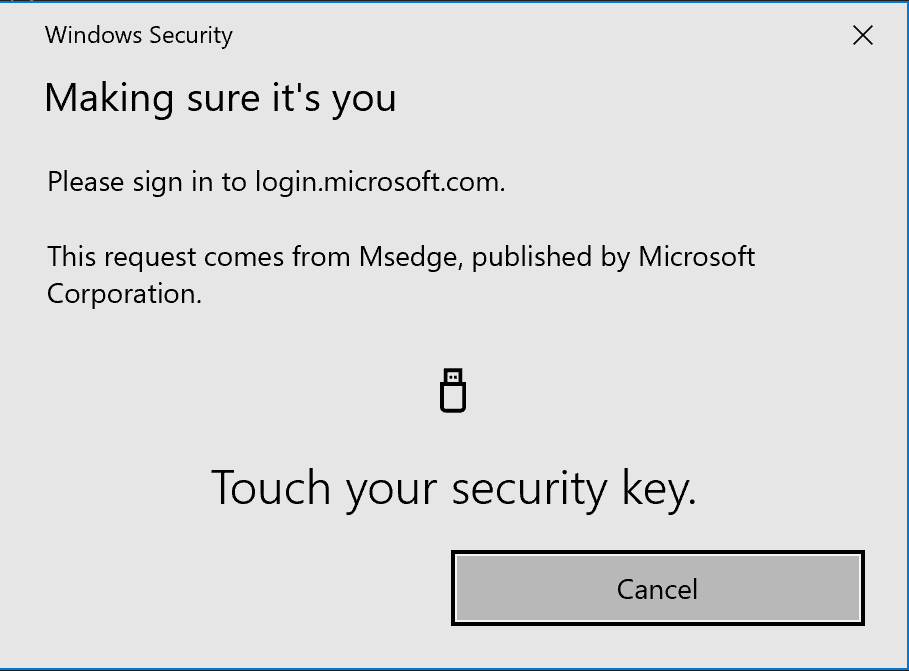 Windows Security
Making sure it's you
Please sign in to login.microsoft.com.
This request comes from Msedge, published by Microsoft
Corporation.
Touch your security key.
Cancel